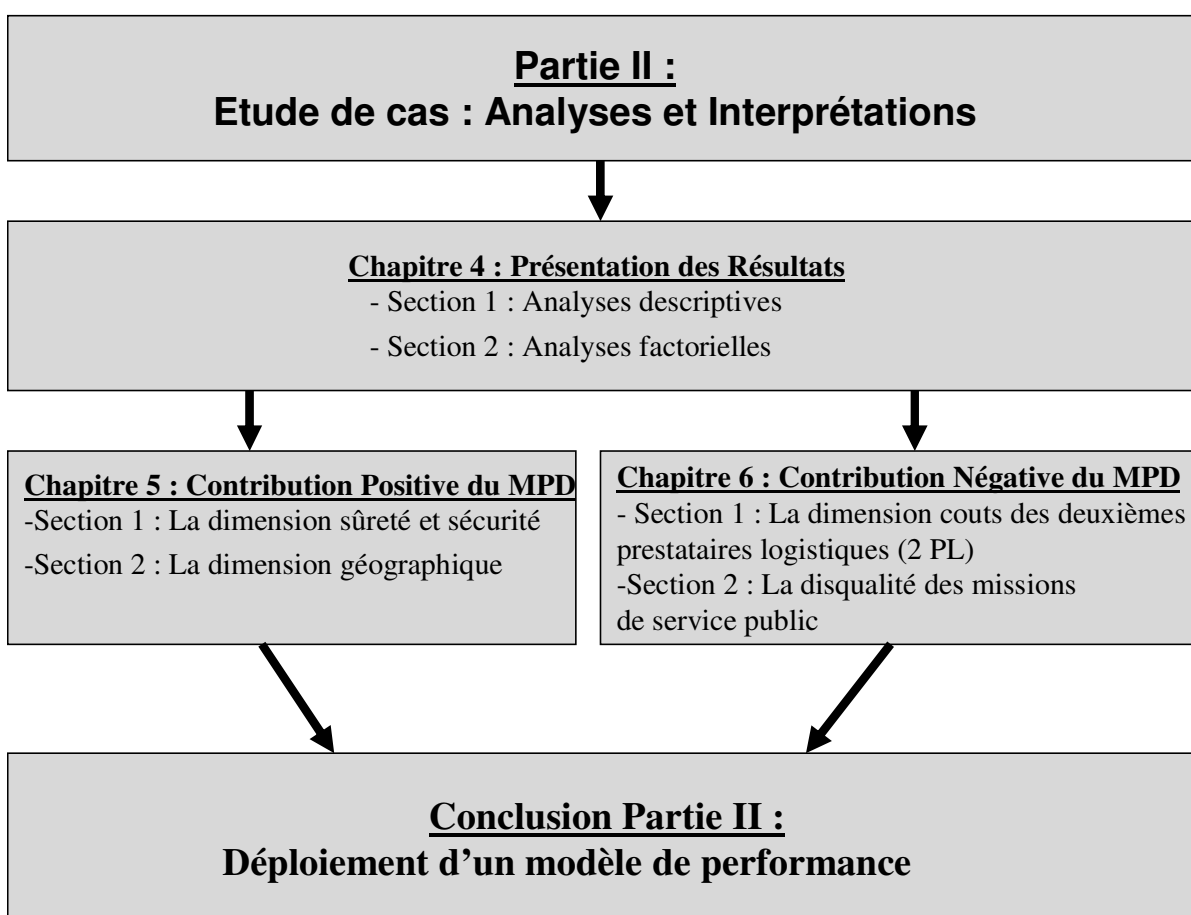 Partie II :
Etude de cas : Analyses et Interprétations
Chapitre 4 : Présentation des Résultats
- Section 1 : Analyses descriptives
- Section 2 : Analyses factorielles
Chapitre 5 : Contribution Positive du MPD
-Section 1 : La dimension sûreté et sécurité
-Section 2 : La dimension géographique
Chapitre 6 : Contribution Négative du MPD
- Section 1 : La dimension couts des deuxièmes
prestataires logistiques (2 PL)
-Section 2 : La disqualité des missions
de service public
Conclusion Partie II :
Déploiement d’un modèle de performance